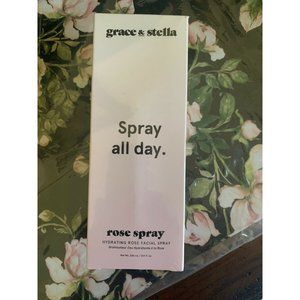 grace & stella
Spray
all day.
rose spray
HYDRATING ROSE FACIAL SPRAY